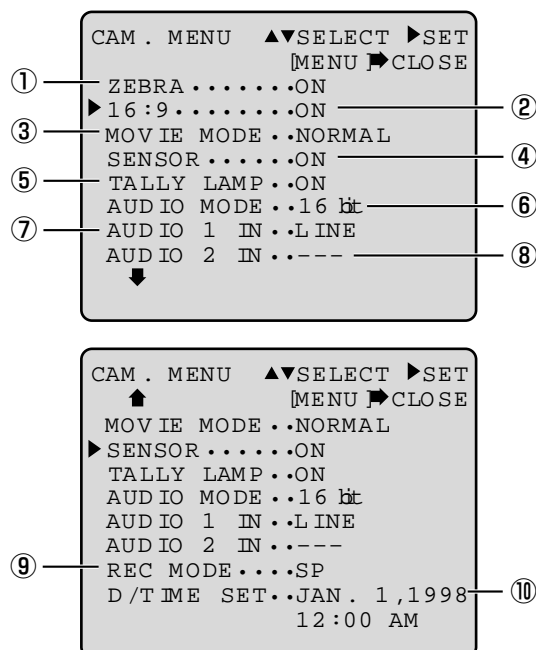 CAM. MENU ▲▼SELECT ▶SET
[MENU]➡CLOSE
① ZEBRA·······ON
▶16:9········ON ②
③ MOVIE MODE··NORMAL
SENSOR······ON ④
⑤ TALLY LAMP··ON
AUDIO MODE··16 bit ⑥
⑦ AUDIO 1 IN··LINE
AUDIO 2 IN··--- ⑧
⬇
CAM. MENU ▲▼SELECT ▶SET
⬆ [MENU]➡CLOSE
MOVIE MODE··NORMAL
▶SENSOR······ON
TALLY LAMP··ON
AUDIO MODE··16 bit
AUDIO 1 IN··LINE
AUDIO 2 IN··---
⑨ REC MODE····SP
D/TIME SET··JAN. 1,1998 ⑩
12:00 AM